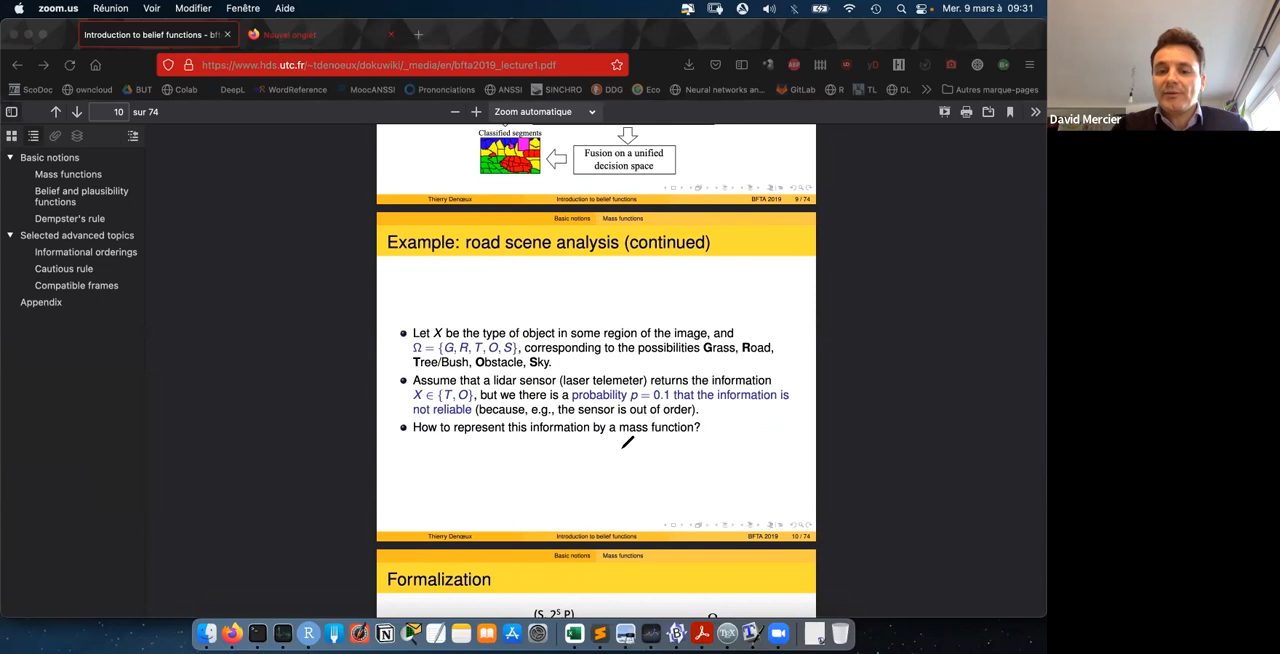 zoom.us Réunion Voir Modifier Fenêtre Aide
Mer. 9 mars à 09:31
Introduction to belief functions - bft
Nouvel onglet
https://www.hds.utc.fr/~tdenoeux/dokuwiki/_media/en/bfta2019_lecture1.pdf
ScoDoc owncloud BUT Colab DeepL WordReference MoocANSSI Prononciations ANSSI SINCHRO DDG Eco Neural networks an... GitLab R TL DL Autres marque-pages
10 sur 74
Zoom automatique
David Mercier
Basic notions
Mass functions
Belief and plausibility
functions
Dempster's rule
Selected advanced topics
Informational orderings
Cautious rule
Compatible frames
Appendix
Classified segments
Fusion on a unified
decision space
Thierry Denœux Introduction to belief functions BFTA 2019 9 / 74
Basic notions Mass functions
Example: road scene analysis (continued)
Let X be the type of object in some region of the image, and
Ω = {G, R, T, O, S}, corresponding to the possibilities Grass, Road,
Tree/Bush, Obstacle, Sky.
Assume that a lidar sensor (laser telemeter) returns the information
X ∈ {T, O}, but we there is a probability p = 0.1 that the information is
not reliable (because, e.g., the sensor is out of order).
How to represent this information by a mass function?
Thierry Denœux Introduction to belief functions BFTA 2019 10 / 74
Basic notions Mass functions
Formalization
(S, 2ˢ, P)